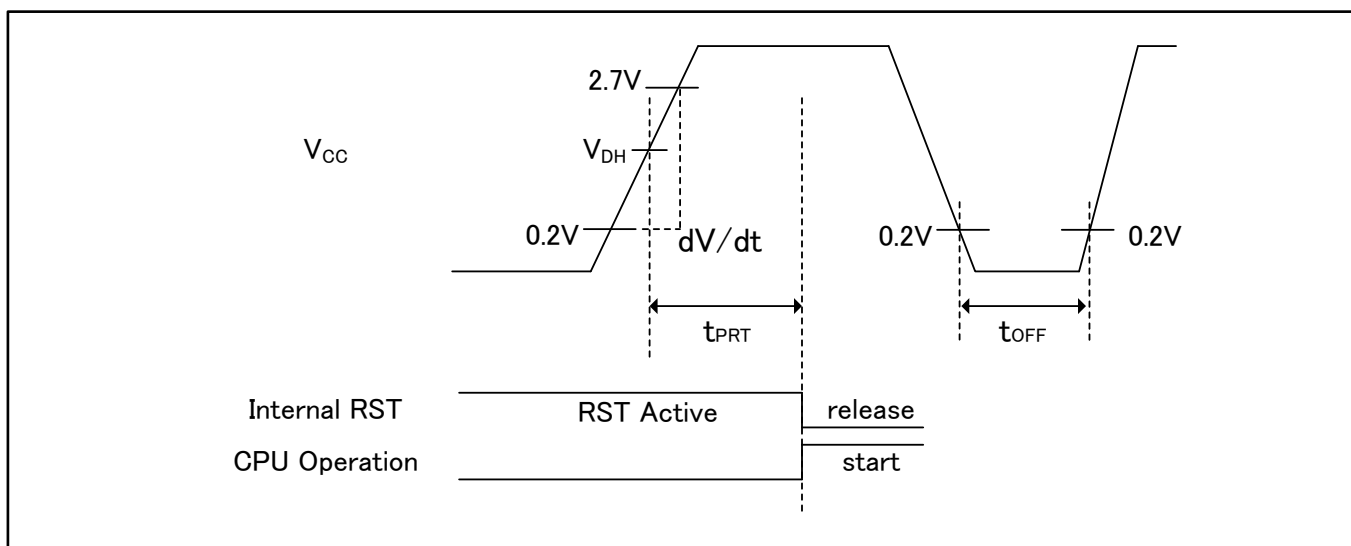 2.7V
VCC
VDH
0.2V
dV/dt
0.2V
0.2V
tPRT
tOFF
Internal RST
RST Active
release
CPU Operation
start